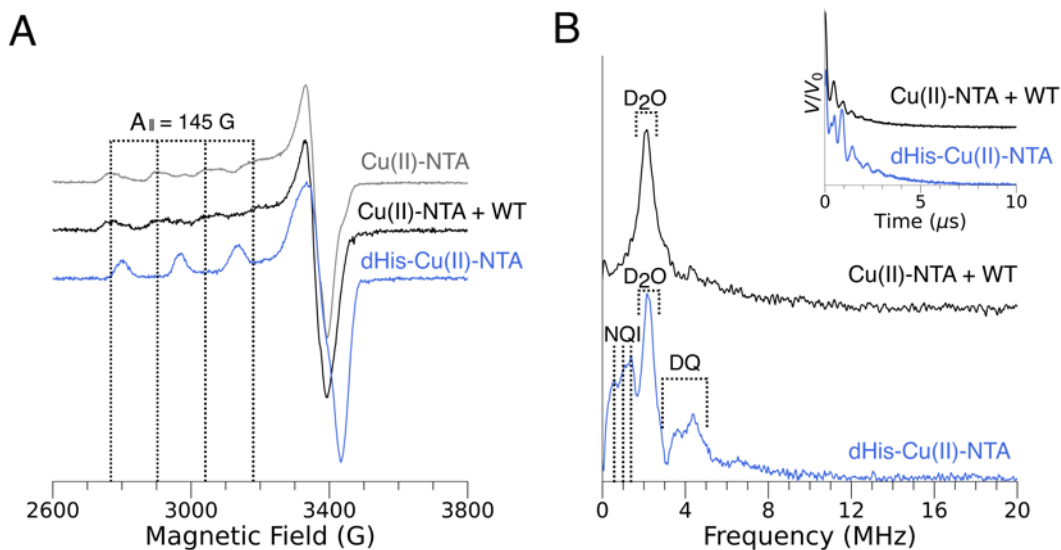 A
A∥ = 145 G
Cu(II)-NTA
Cu(II)-NTA + WT
dHis-Cu(II)-NTA
2600 3000 3400 3800
Magnetic Field (G)
B
D2O
V/V0
Cu(II)-NTA + WT
dHis-Cu(II)-NTA
0 5 10
Time (μs)
Cu(II)-NTA + WT
D2O
NQI
DQ
dHis-Cu(II)-NTA
0 4 8 12 16 20
Frequency (MHz)